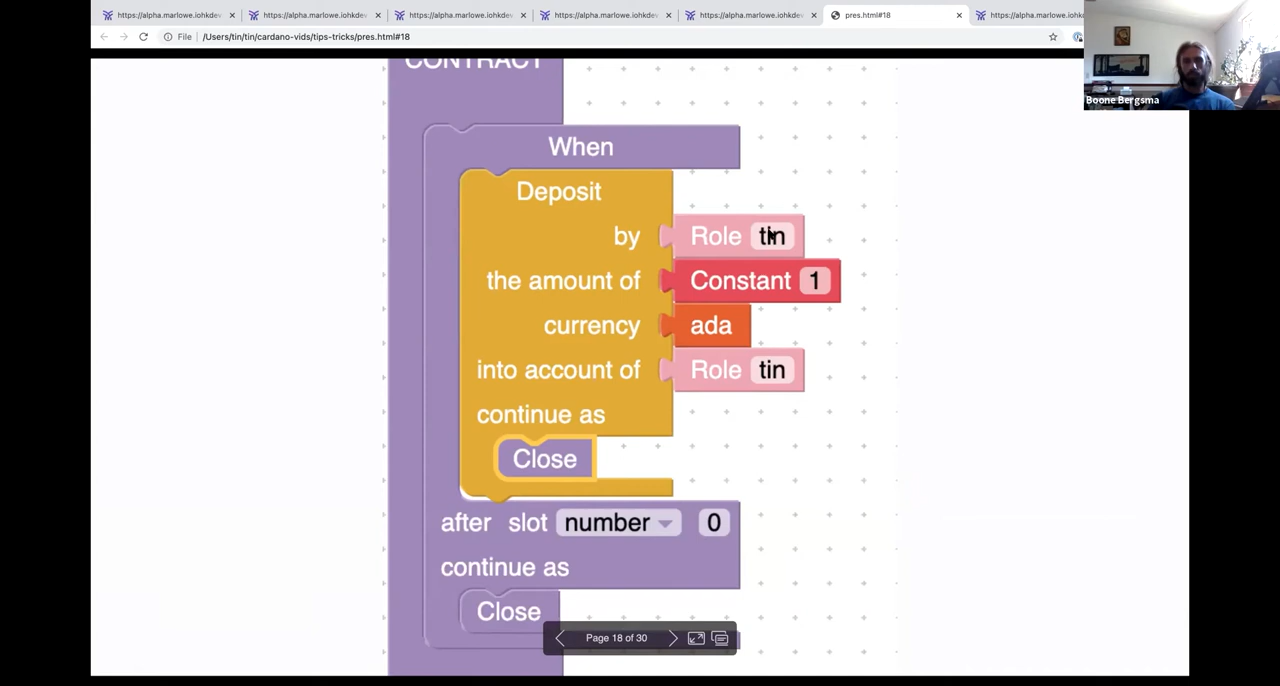 https://alpha.marlowe.iohkdev
https://alpha.marlowe.iohkdev
https://alpha.marlowe.iohkdev
https://alpha.marlowe.iohkde
https://alpha.marlowe.iohkdev
pres.html#18
https://alpha.marlowe.iohkde
File
/Users/tin/tin/cardano-vids/tips-tricks/pres.html#18
Boone Bergsma
CONTRACT
When
Deposit
by Role tin
the amount of Constant 1
currency ada
into account of Role tin
continue as
Close
after slot number 0
continue as
Close
Page 18 of 30